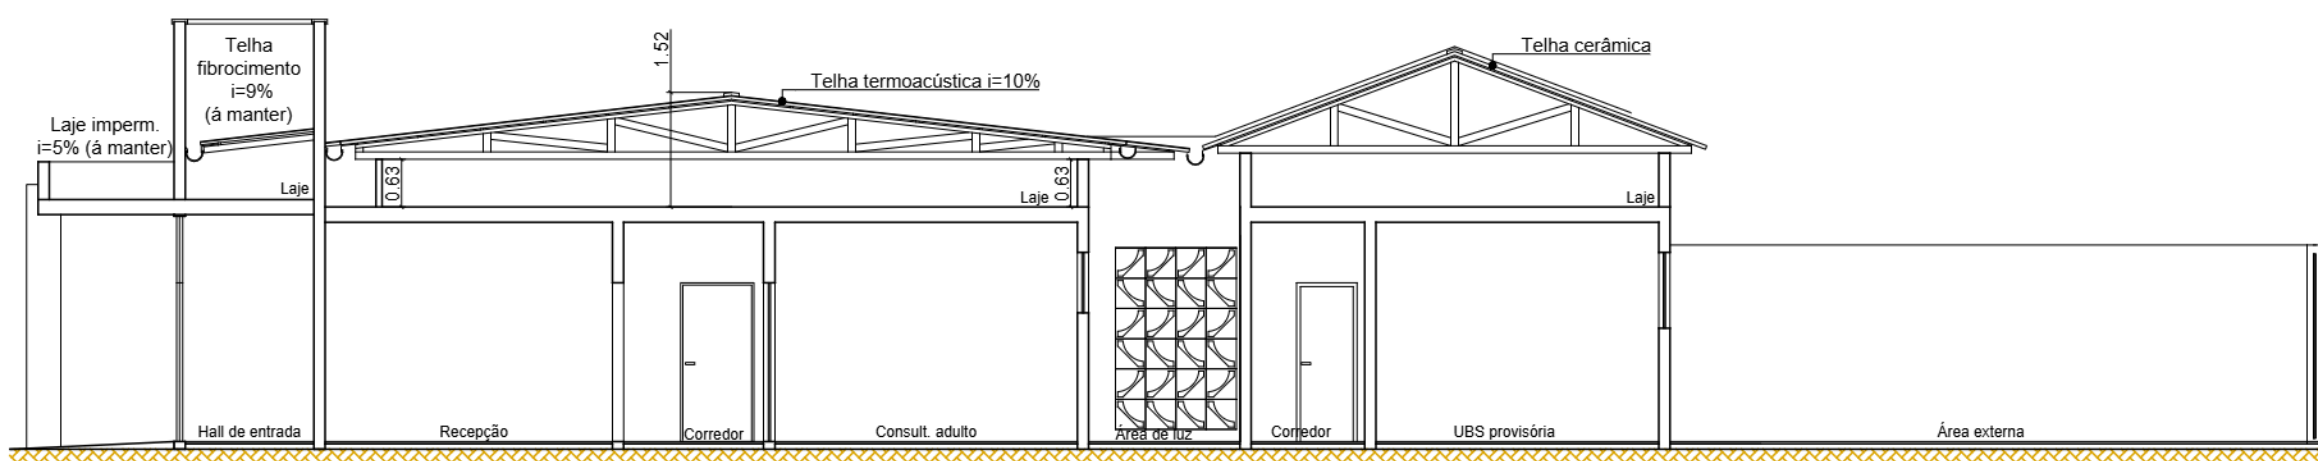 Telha
fibrocimento
i=9%
(á manter)
Laje imperm.
i=5% (á manter)
1.52
Telha termoacústica i=10%
Telha cerâmica
Laje
0.63
Laje
0.63
Laje
Hall de entrada
Recepção
Corredor
Consult. adulto
Área de luz
Corredor
UBS provisória
Área externa